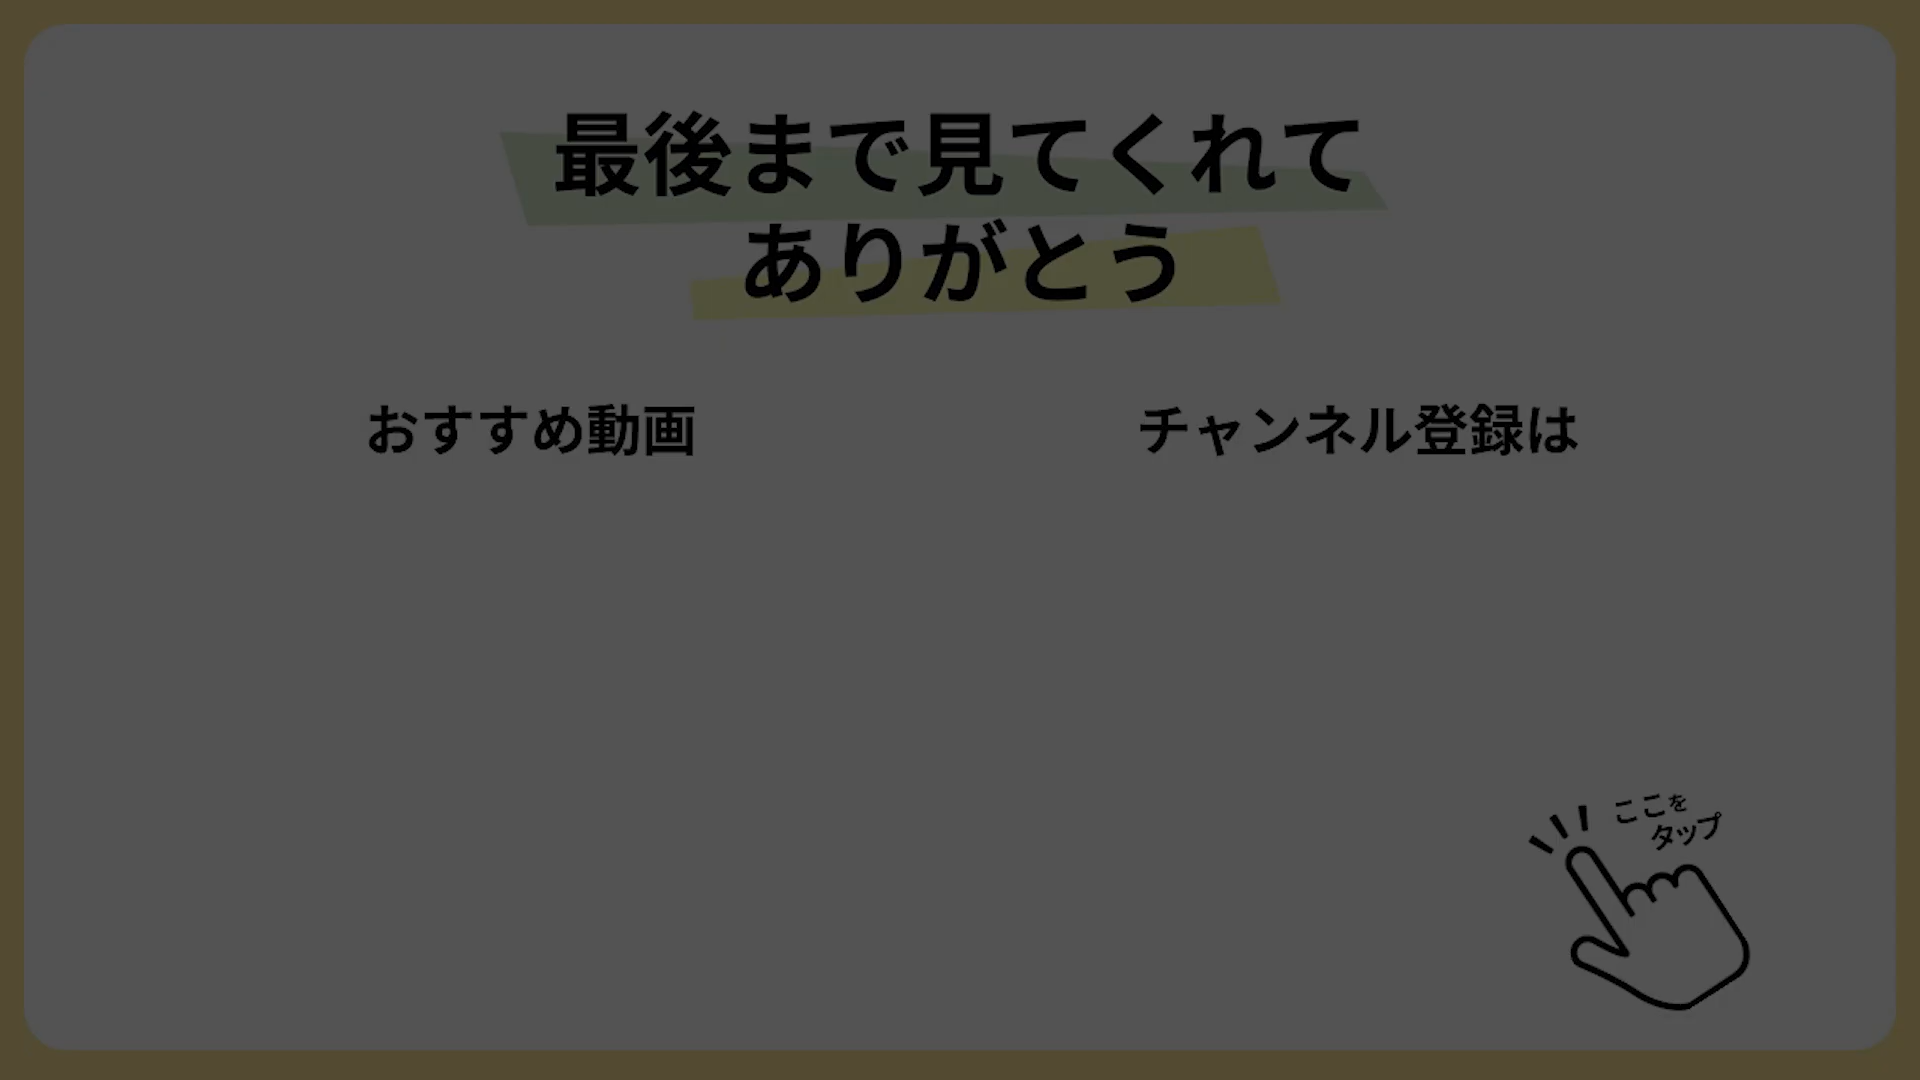 最後まで見てくれて
ありがとう
おすすめ動画
チャンネル登録は
ここを
タップ